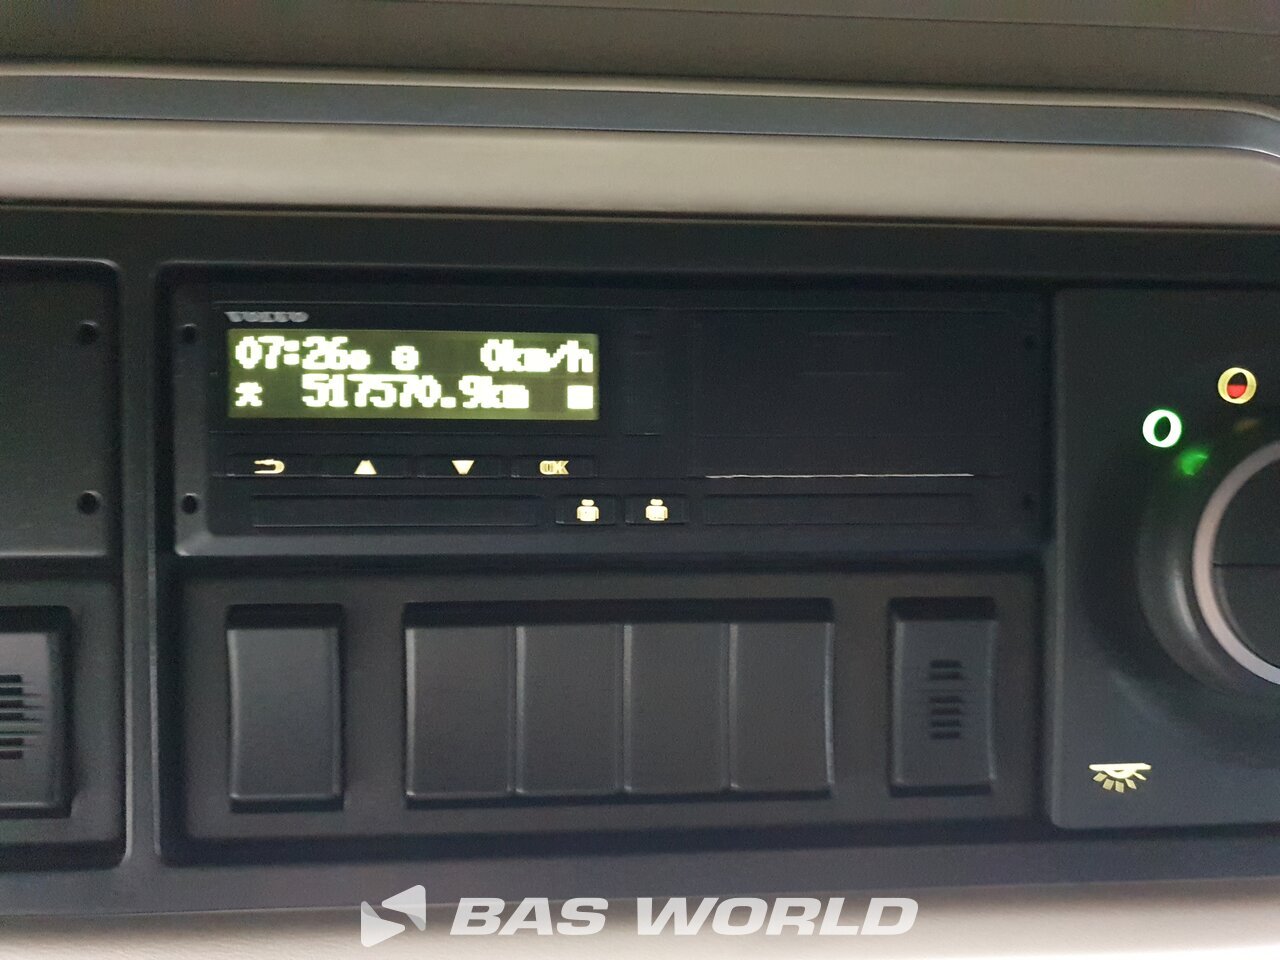 VOLVO
07:26 0km/h
517570.9km
OK
BAS WORLD